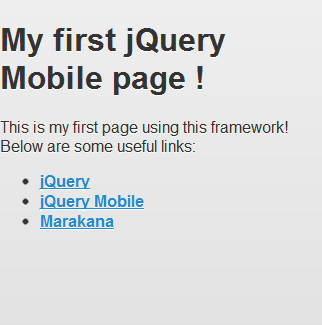 My first jQuery
Mobile page !
This is my first page using this framework!
Below are some useful links:
jQuery
jQuery Mobile
Marakana